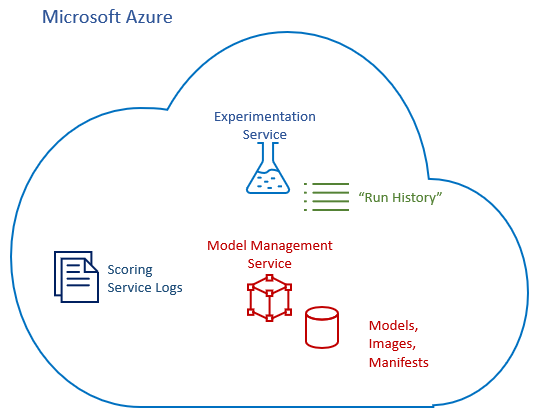 Microsoft Azure
Experimentation
Service
“Run History”
Model Management
Service
Scoring
Service Logs
Models,
Images,
Manifests